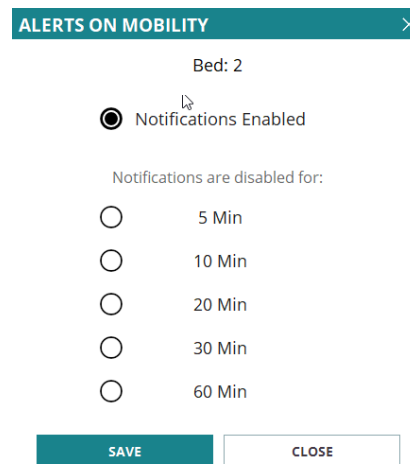 ALERTS ON MOBILITY
Bed: 2
Notifications Enabled
Notifications are disabled for:
5 Min
10 Min
20 Min
30 Min
60 Min
SAVE CLOSE